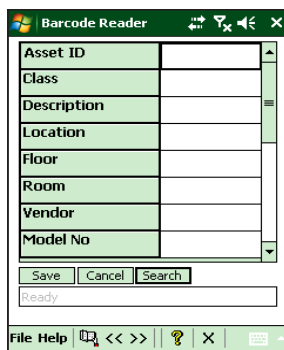 Barcode Reader
Asset ID
Class
Description
Location
Floor
Room
Vendor
Model No
Save Cancel Search
Ready
File Help << >> ? X